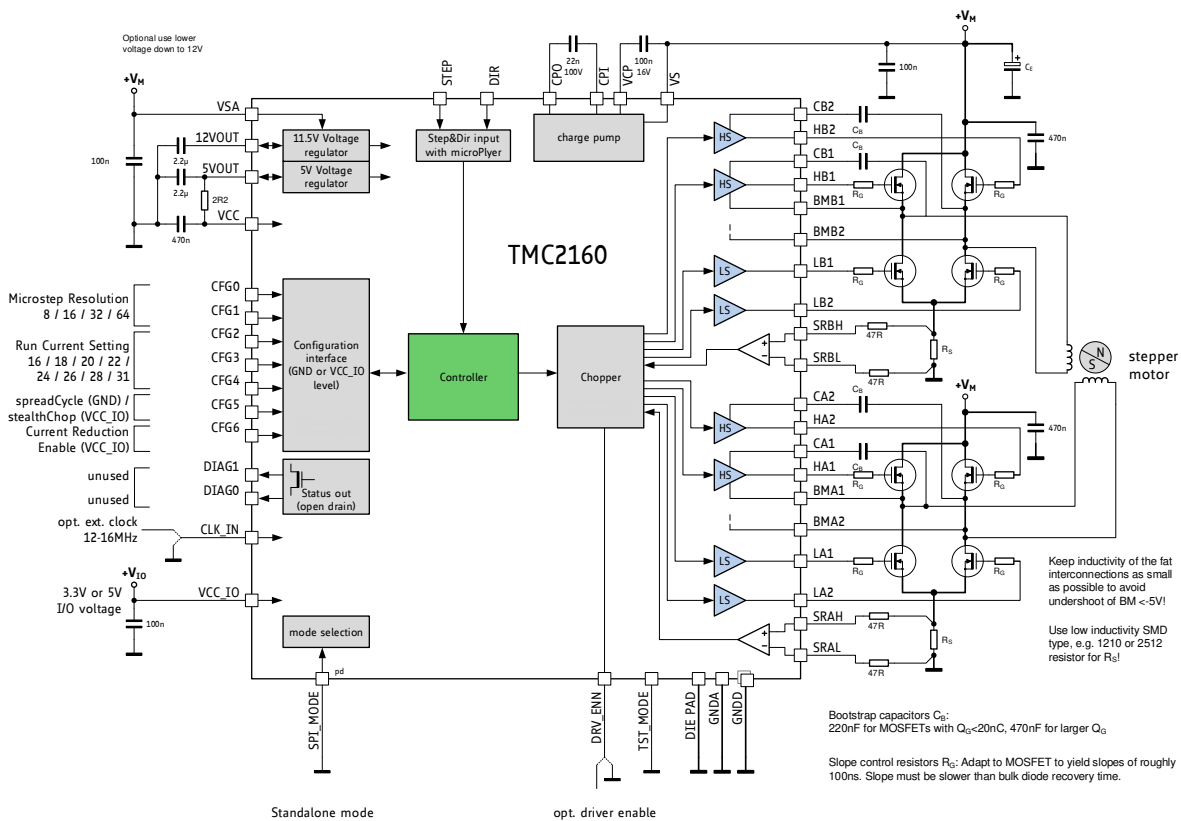 Optional use lower
voltage down to 12V
+VM
VSA
12VOUT
5VOUT
VCC
100n
2.2µ
2.2µ
2R2
470n
11.5V Voltage
regulator
5V Voltage
regulator
STEP
DIR
Step&Dir input
with microPlyer
CPO
22n
100V
CPI
VCP
100n
16V
VS
charge pump
+VM
100n
CE
+
470n
TMC2160
HS
HS
LS
LS
CB2
CB
HB2
CB1
CB
HB1
BMB1
BMB2
LB1
LB2
SRBH
SRBL
RG
RG
RG
RG
47R
47R
RS
+
-
N
S
stepper
motor
Microstep Resolution
8 / 16 / 32 / 64
Run Current Setting
16 / 18 / 20 / 22 /
24 / 26 / 28 / 31
spreadCycle (GND) /
stealthChop (VCC_IO)
Current Reduction
Enable (VCC_IO)
unused
unused
CFG0
CFG1
CFG2
CFG3
CFG4
CFG5
CFG6
DIAG1
DIAG0
Configuration
interface
(GND or VCC_IO
level)
Controller
Chopper
Status out
(open drain)
opt. ext. clock
12-16MHz
CLK_IN
+VIO
3.3V or 5V
I/O voltage
VCC_IO
100n
mode selection
pd
+VM
470n
HS
HS
LS
LS
CA2
CB
HA2
CA1
CB
HA1
BMA1
BMA2
LA1
LA2
SRAH
SRAL
RG
RG
RG
RG
47R
47R
RS
+
-
Keep inductivity of the fat
interconnections as small
as possible to avoid
undershoot of BM <-5V!
Use low inductivity SMD
type, e.g. 1210 or 2512
resistor for RS!
SPI_MODE
DRV_ENN
TST_MODE
DIE PAD
GNDA
GNDD
Bootstrap capacitors CB:
220nF for MOSFETs with QG<20nC, 470nF for larger QG
Slope control resistors RG: Adapt to MOSFET to yield slopes of roughly
100ns. Slope must be slower than bulk diode recovery time.
Standalone mode
opt. driver enable